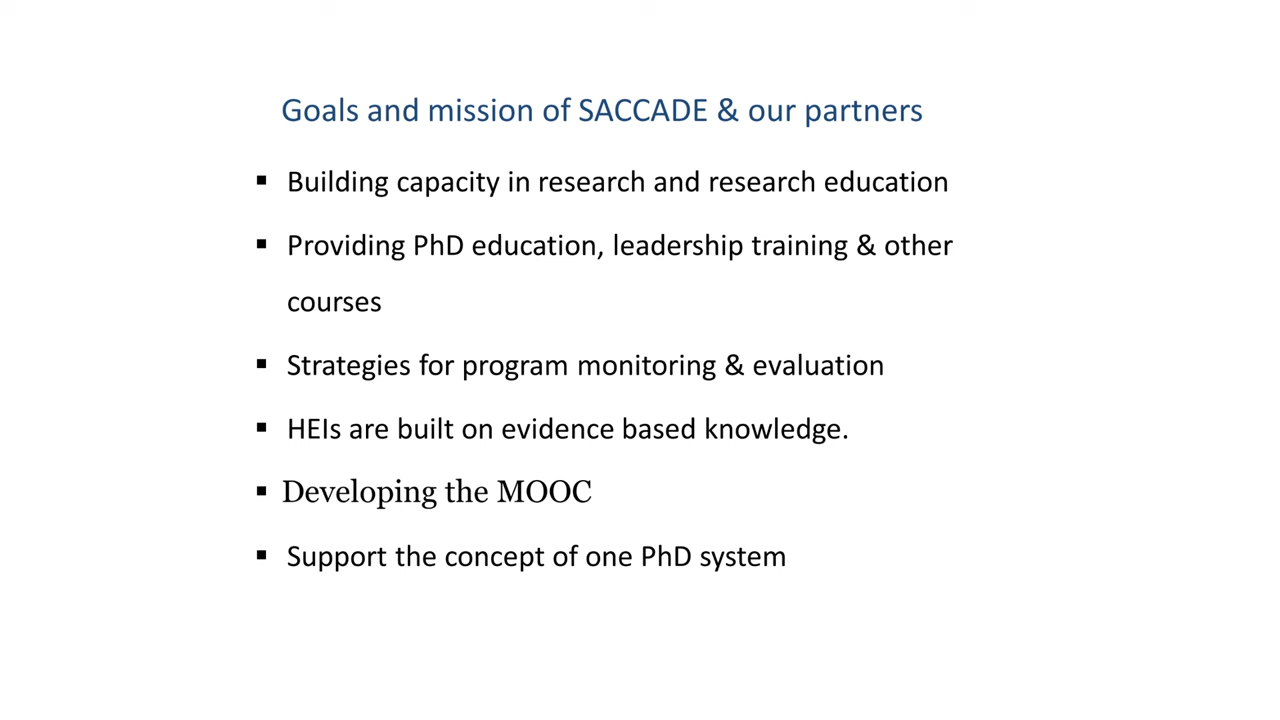 Goals and mission of SACCADE & our partners
▪ Building capacity in research and research education
▪ Providing PhD education, leadership training & other
courses
▪ Strategies for program monitoring & evaluation
▪ HEIs are built on evidence based knowledge.
▪ Developing the MOOC
▪ Support the concept of one PhD system